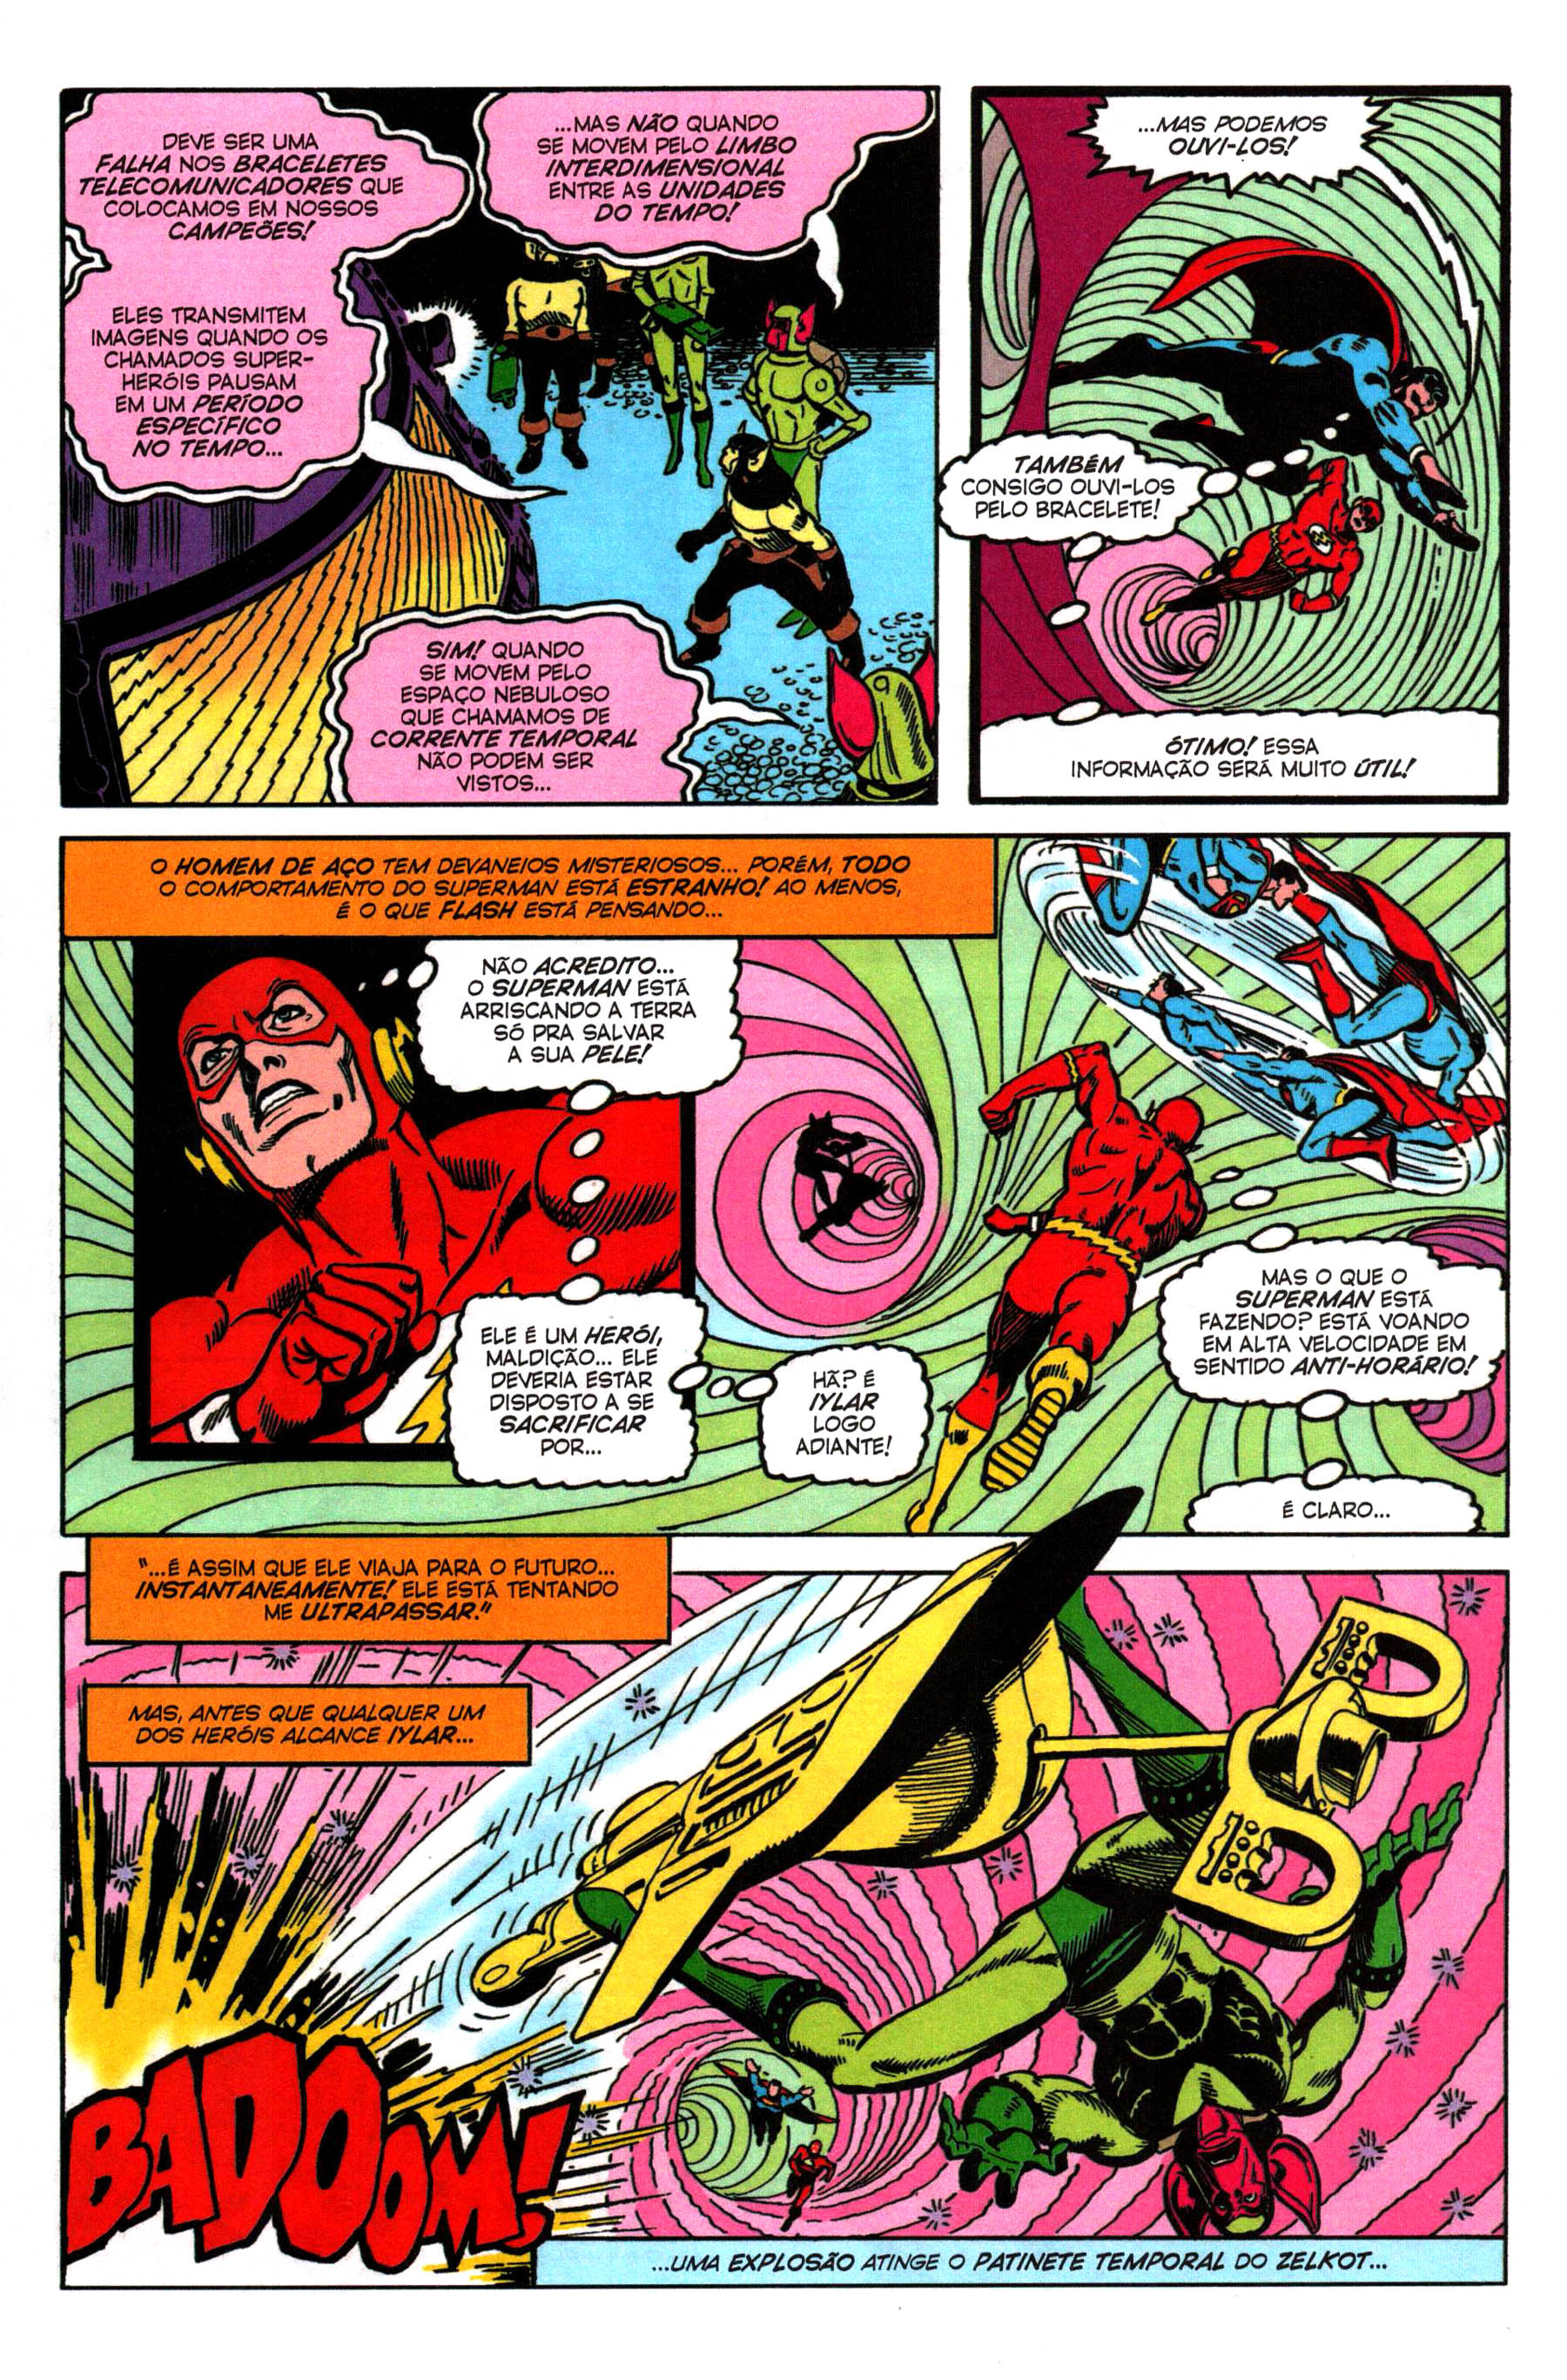 DEVE SER UMA
FALHA NOS BRACELETES
TELECOMUNICADORES QUE
COLOCAMOS EM NOSSOS
CAMPEÕES!
ELES TRANSMITEM
IMAGENS QUANDO OS
CHAMADOS SUPER-
HERÓIS PAUSAM
EM UM PERÍODO
ESPECÍFICO
NO TEMPO...
...MAS NÃO QUANDO
SE MOVEM PELO LIMBO
INTERDIMENSIONAL
ENTRE AS UNIDADES
DO TEMPO!
SIM! QUANDO
SE MOVEM PELO
ESPAÇO NEBULOSO
QUE CHAMAMOS DE
CORRENTE TEMPORAL
NÃO PODEM SER
VISTOS...
...MAS PODEMOS
OUVI-LOS!
TAMBÉM
CONSIGO OUVI-LOS
PELO BRACELETE!
ÓTIMO! ESSA
INFORMAÇÃO SERÁ MUITO ÚTIL!
O HOMEM DE AÇO TEM DEVANEIOS MISTERIOSOS... PORÉM, TODO
O COMPORTAMENTO DO SUPERMAN ESTÁ ESTRANHO! AO MENOS,
É O QUE FLASH ESTÁ PENSANDO...
NÃO ACREDITO...
O SUPERMAN ESTÁ
ARRISCANDO A TERRA
SÓ PRA SALVAR
A SUA PELE!
ELE É UM HERÓI,
MALDIÇÃO... ELE
DEVERIA ESTAR
DISPOSTO A SE
SACRIFICAR
POR...
HÃ? É
IYLAR
LOGO
ADIANTE!
MAS O QUE O
SUPERMAN ESTÁ
FAZENDO? ESTÁ VOANDO
EM ALTA VELOCIDADE EM
SENTIDO ANTI-HORÁRIO!
É CLARO...
"...É ASSIM QUE ELE VIAJA PARA O FUTURO...
INSTANTANEAMENTE! ELE ESTÁ TENTANDO
ME ULTRAPASSAR."
MAS, ANTES QUE QUALQUER UM
DOS HERÓIS ALCANCE IYLAR...
BADOOM!
...UMA EXPLOSÃO ATINGE O PATINETE TEMPORAL DO ZELKOT...